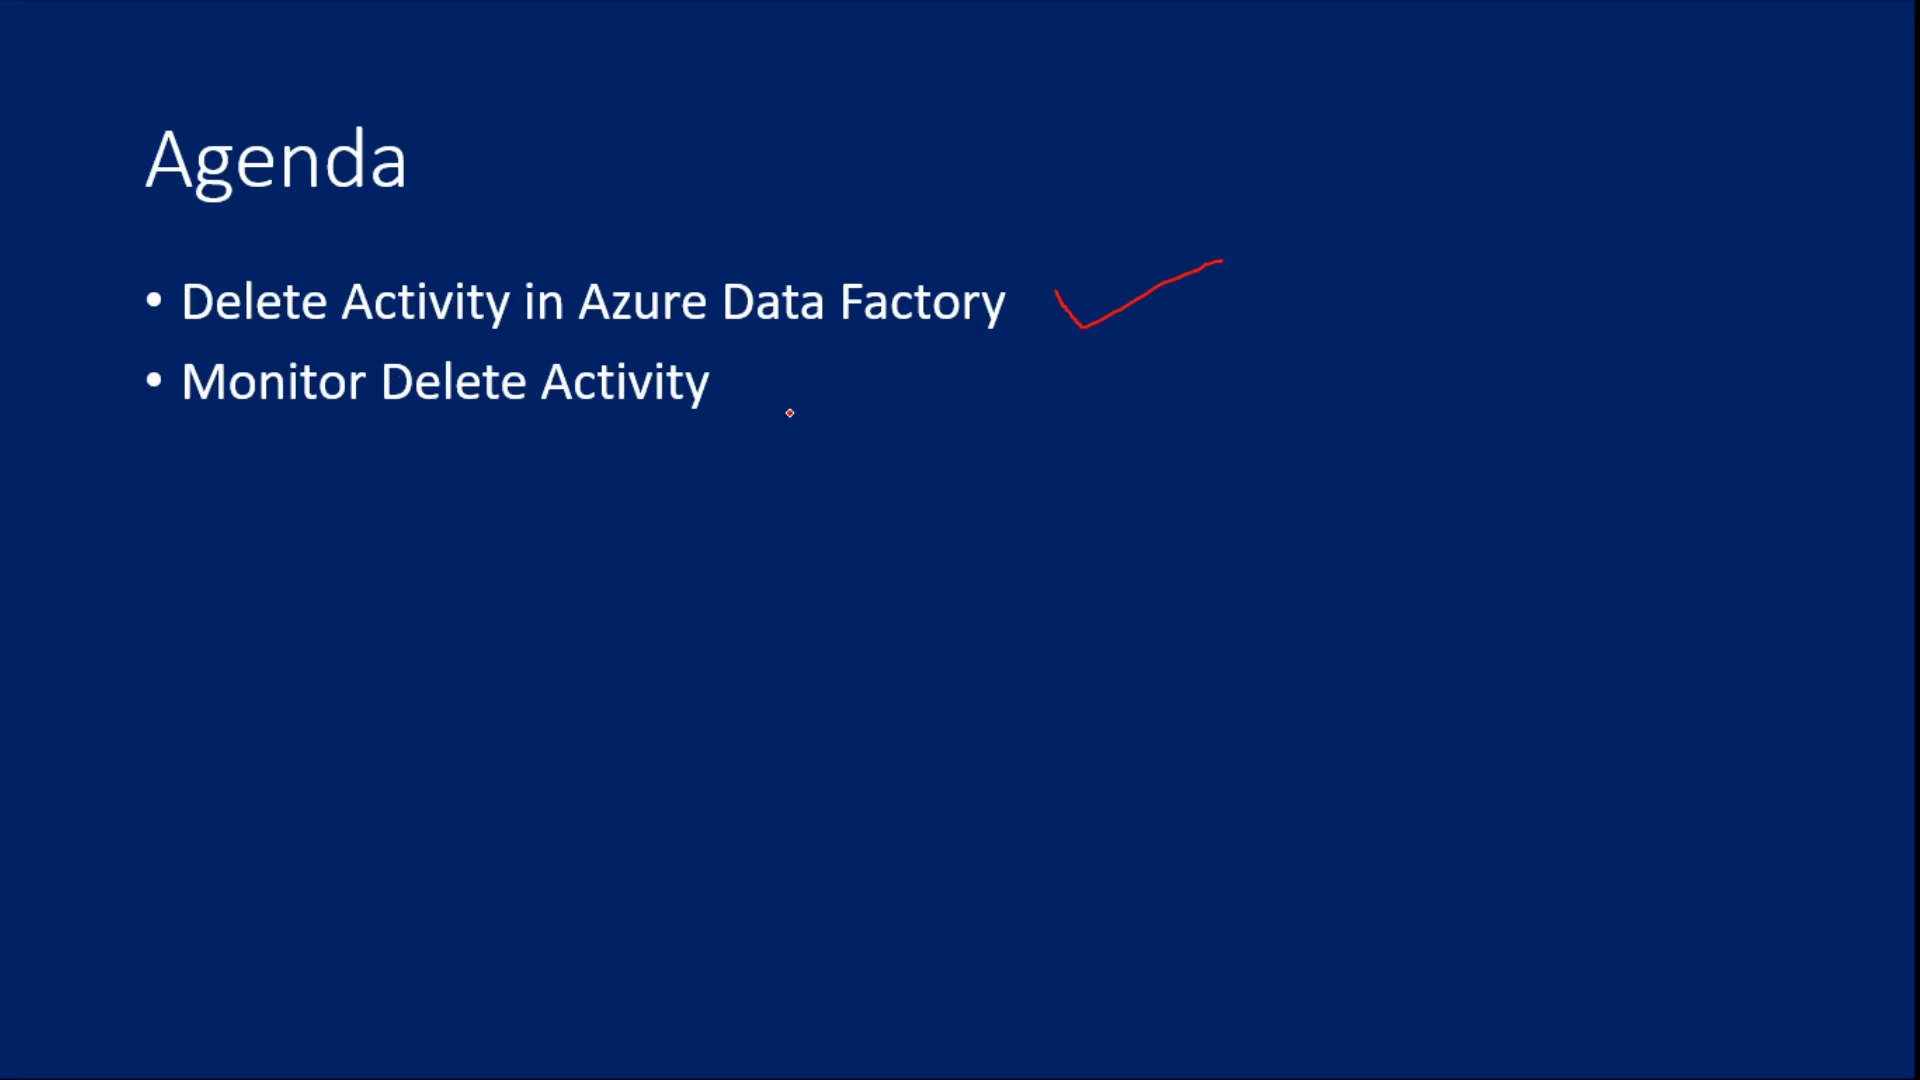 Agenda
• Delete Activity in Azure Data Factory
• Monitor Delete Activity